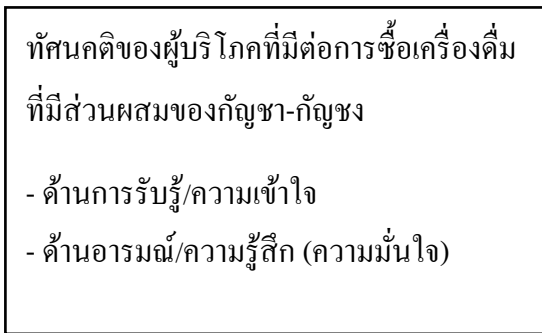 ทัศนคติของผู้บริโภคที่มีต่อการซื้อเครื่องดื่ม
ที่มีส่วนผสมของกัญชา-กัญชง
- ด้านการรับรู้/ความเข้าใจ
- ด้านอารมณ์/ความรู้สึก (ความมั่นใจ)